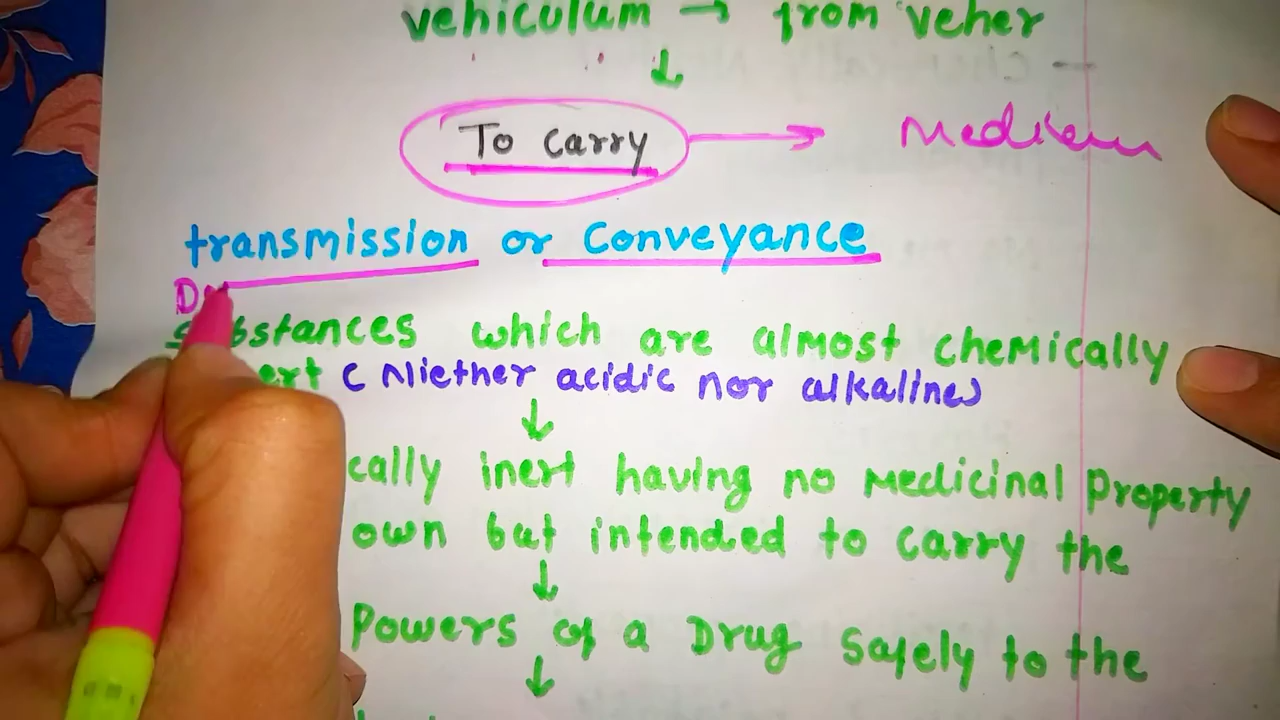 vehiculum → from veher
↓
To carry → Medium
transmission or conveyance
substances which are almost chemically
ert ( Niether acidic nor alkaline)
↓
cally inert having no Medicinal property
own but intended to carry the
↓
powers of a Drug safely to the
↓